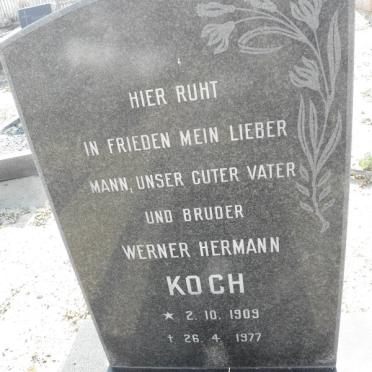 HIER RUHT
IN FRIEDEN MEIN LIEBER
MANN, UNSER GUTER VATER
UND BRUDER
WERNER HERMANN
KOCH
* 2. 10. 1909
† 26. 4. 1977